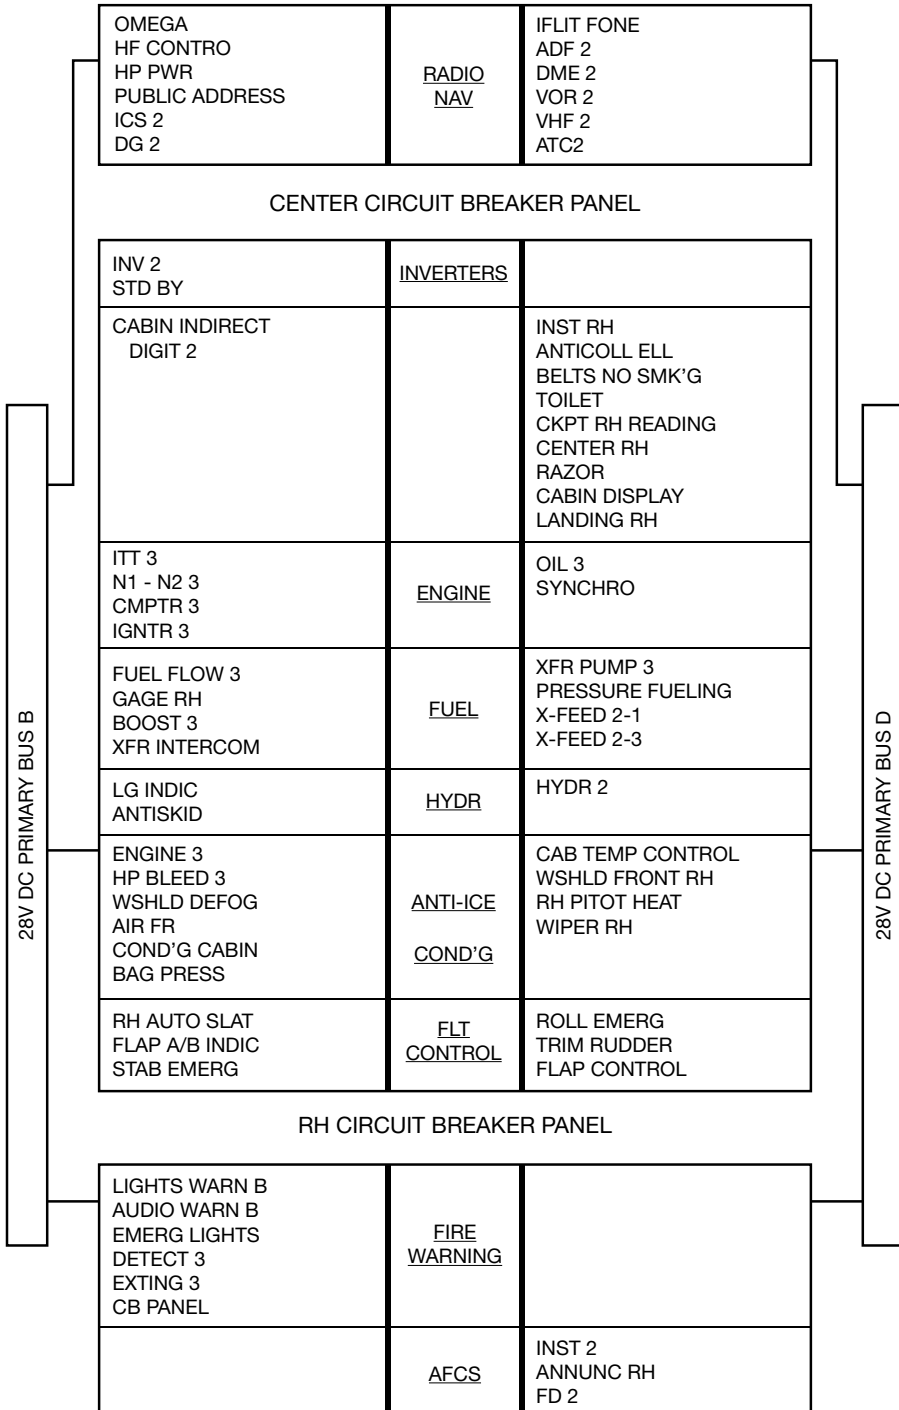 OMEGA
HF CONTRO
HP PWR
PUBLIC ADDRESS
ICS 2
DG 2
RADIO
NAV
IFLIT FONE
ADF 2
DME 2
VOR 2
VHF 2
ATC2
CENTER CIRCUIT BREAKER PANEL
INV 2
STD BY
INVERTERS
CABIN INDIRECT
DIGIT 2
INST RH
ANTICOLL ELL
BELTS NO SMK'G
TOILET
CKPT RH READING
CENTER RH
RAZOR
CABIN DISPLAY
LANDING RH
ITT 3
N1 - N2 3
CMPTR 3
IGNTR 3
ENGINE
OIL 3
SYNCHRO
FUEL FLOW 3
GAGE RH
BOOST 3
XFR INTERCOM
FUEL
XFR PUMP 3
PRESSURE FUELING
X-FEED 2-1
X-FEED 2-3
LG INDIC
ANTISKID
HYDR
HYDR 2
ENGINE 3
HP BLEED 3
WSHLD DEFOG
AIR FR
COND'G CABIN
BAG PRESS
ANTI-ICE
COND'G
CAB TEMP CONTROL
WSHLD FRONT RH
RH PITOT HEAT
WIPER RH
RH AUTO SLAT
FLAP A/B INDIC
STAB EMERG
FLT
CONTROL
ROLL EMERG
TRIM RUDDER
FLAP CONTROL
RH CIRCUIT BREAKER PANEL
LIGHTS WARN B
AUDIO WARN B
EMERG LIGHTS
DETECT 3
EXTING 3
CB PANEL
FIRE
WARNING
AFCS
INST 2
ANNUNC RH
FD 2
28V DC PRIMARY BUS B
28V DC PRIMARY BUS D